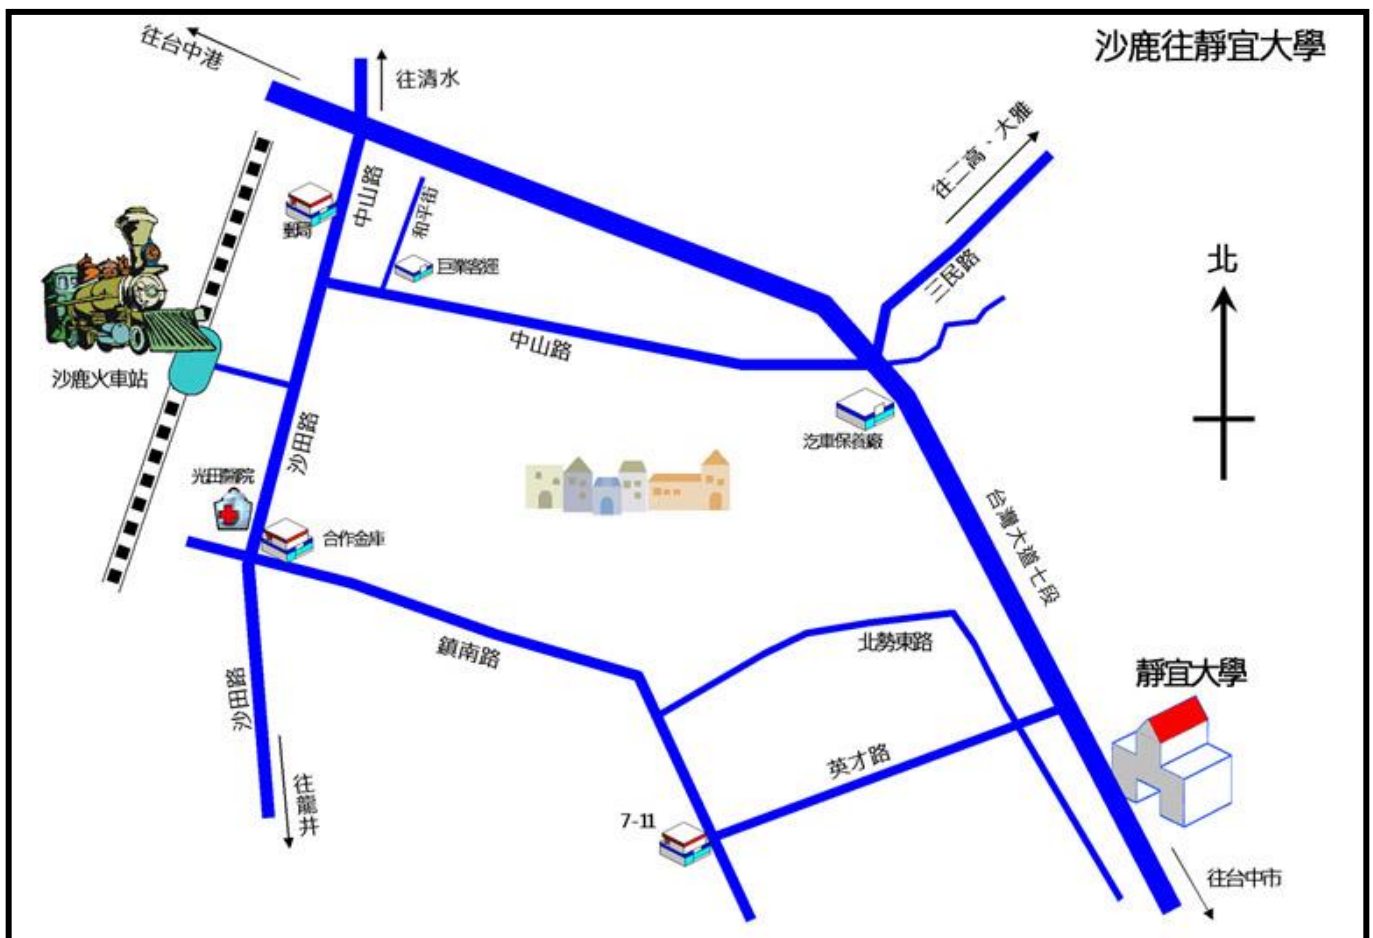 沙鹿往靜宜大學
往台中港
往清水
往二高、大雅
中山路
和平街
郵局
巨業客運
三民路
北
中山路
沙鹿火車站
沙田路
汽車保養廠
光田醫院
合作金庫
台灣大道七段
鎮南路
北勢東路
沙田路
靜宜大學
英才路
往龍井
7-11
往台中市